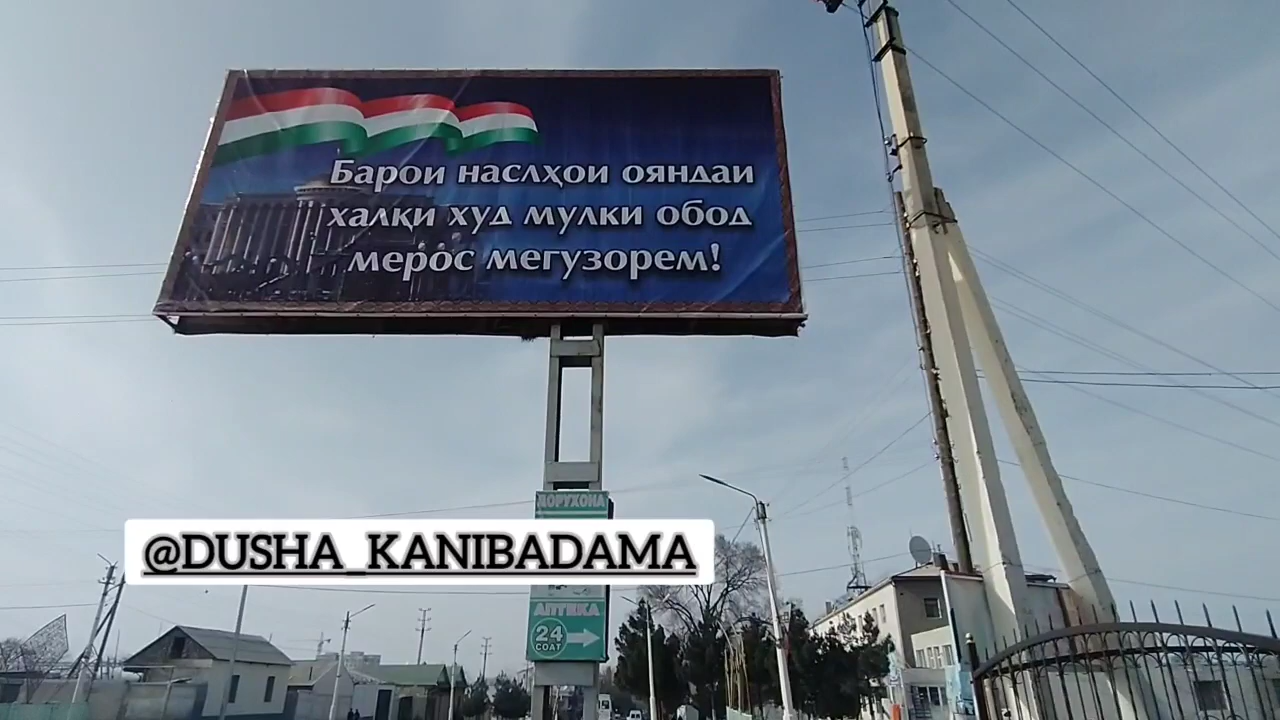 Барои наслҳои ояндаи
халқи худ мулки обод
мерос мегузорем!
ДОРУХОНА
@DUSHA_KANIBADAMA
АПТЕКА
24
СОАТ